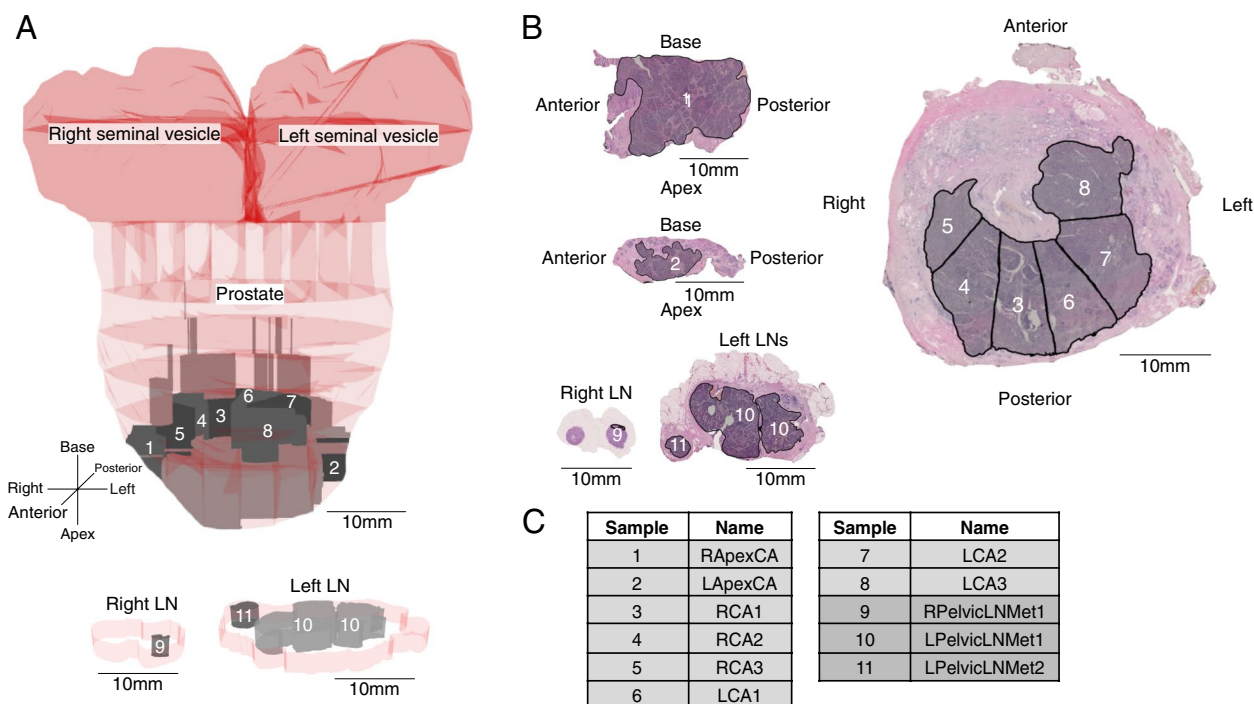 A
Right seminal vesicle
Left seminal vesicle
Prostate
6
7
4
3
5
8
1
2
Base
Posterior
Right
Left
Anterior
Apex
10mm
Right LN
Left LN
11
10
10
9
10mm
10mm
B
Base
Anterior
1
Posterior
10mm
Apex
Base
Anterior
2
Posterior
10mm
Apex
Left LNs
Right LN
10
10
9
11
10mm
10mm
Anterior
8
Right
Left
5
7
4
3
6
10mm
Posterior
C
Sample Name
1 RApexCA
2 LApexCA
3 RCA1
4 RCA2
5 RCA3
6 LCA1
Sample Name
7 LCA2
8 LCA3
9 RPelvicLNMet1
10 LPelvicLNMet1
11 LPelvicLNMet2